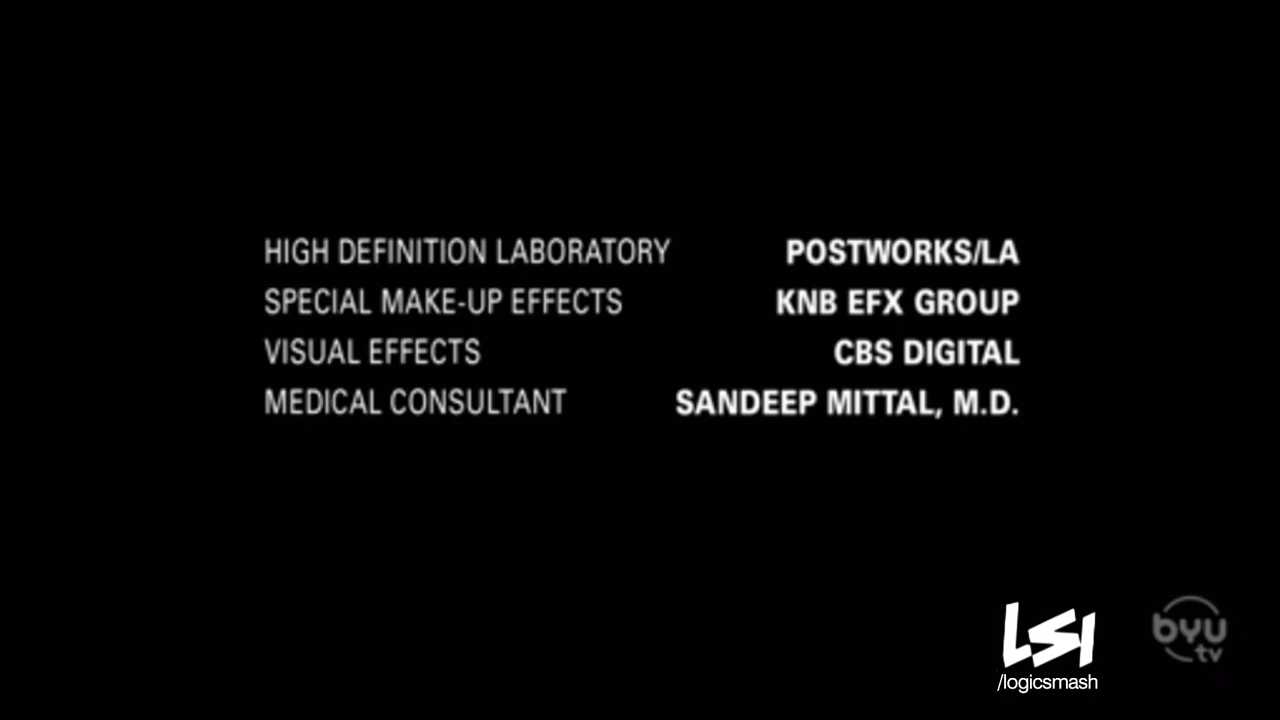 HIGH DEFINITION LABORATORY POSTWORKS/LA
SPECIAL MAKE-UP EFFECTS KNB EFX GROUP
VISUAL EFFECTS CBS DIGITAL
MEDICAL CONSULTANT SANDEEP MITTAL, M.D.
LSI
/logicsmash
byu
tv